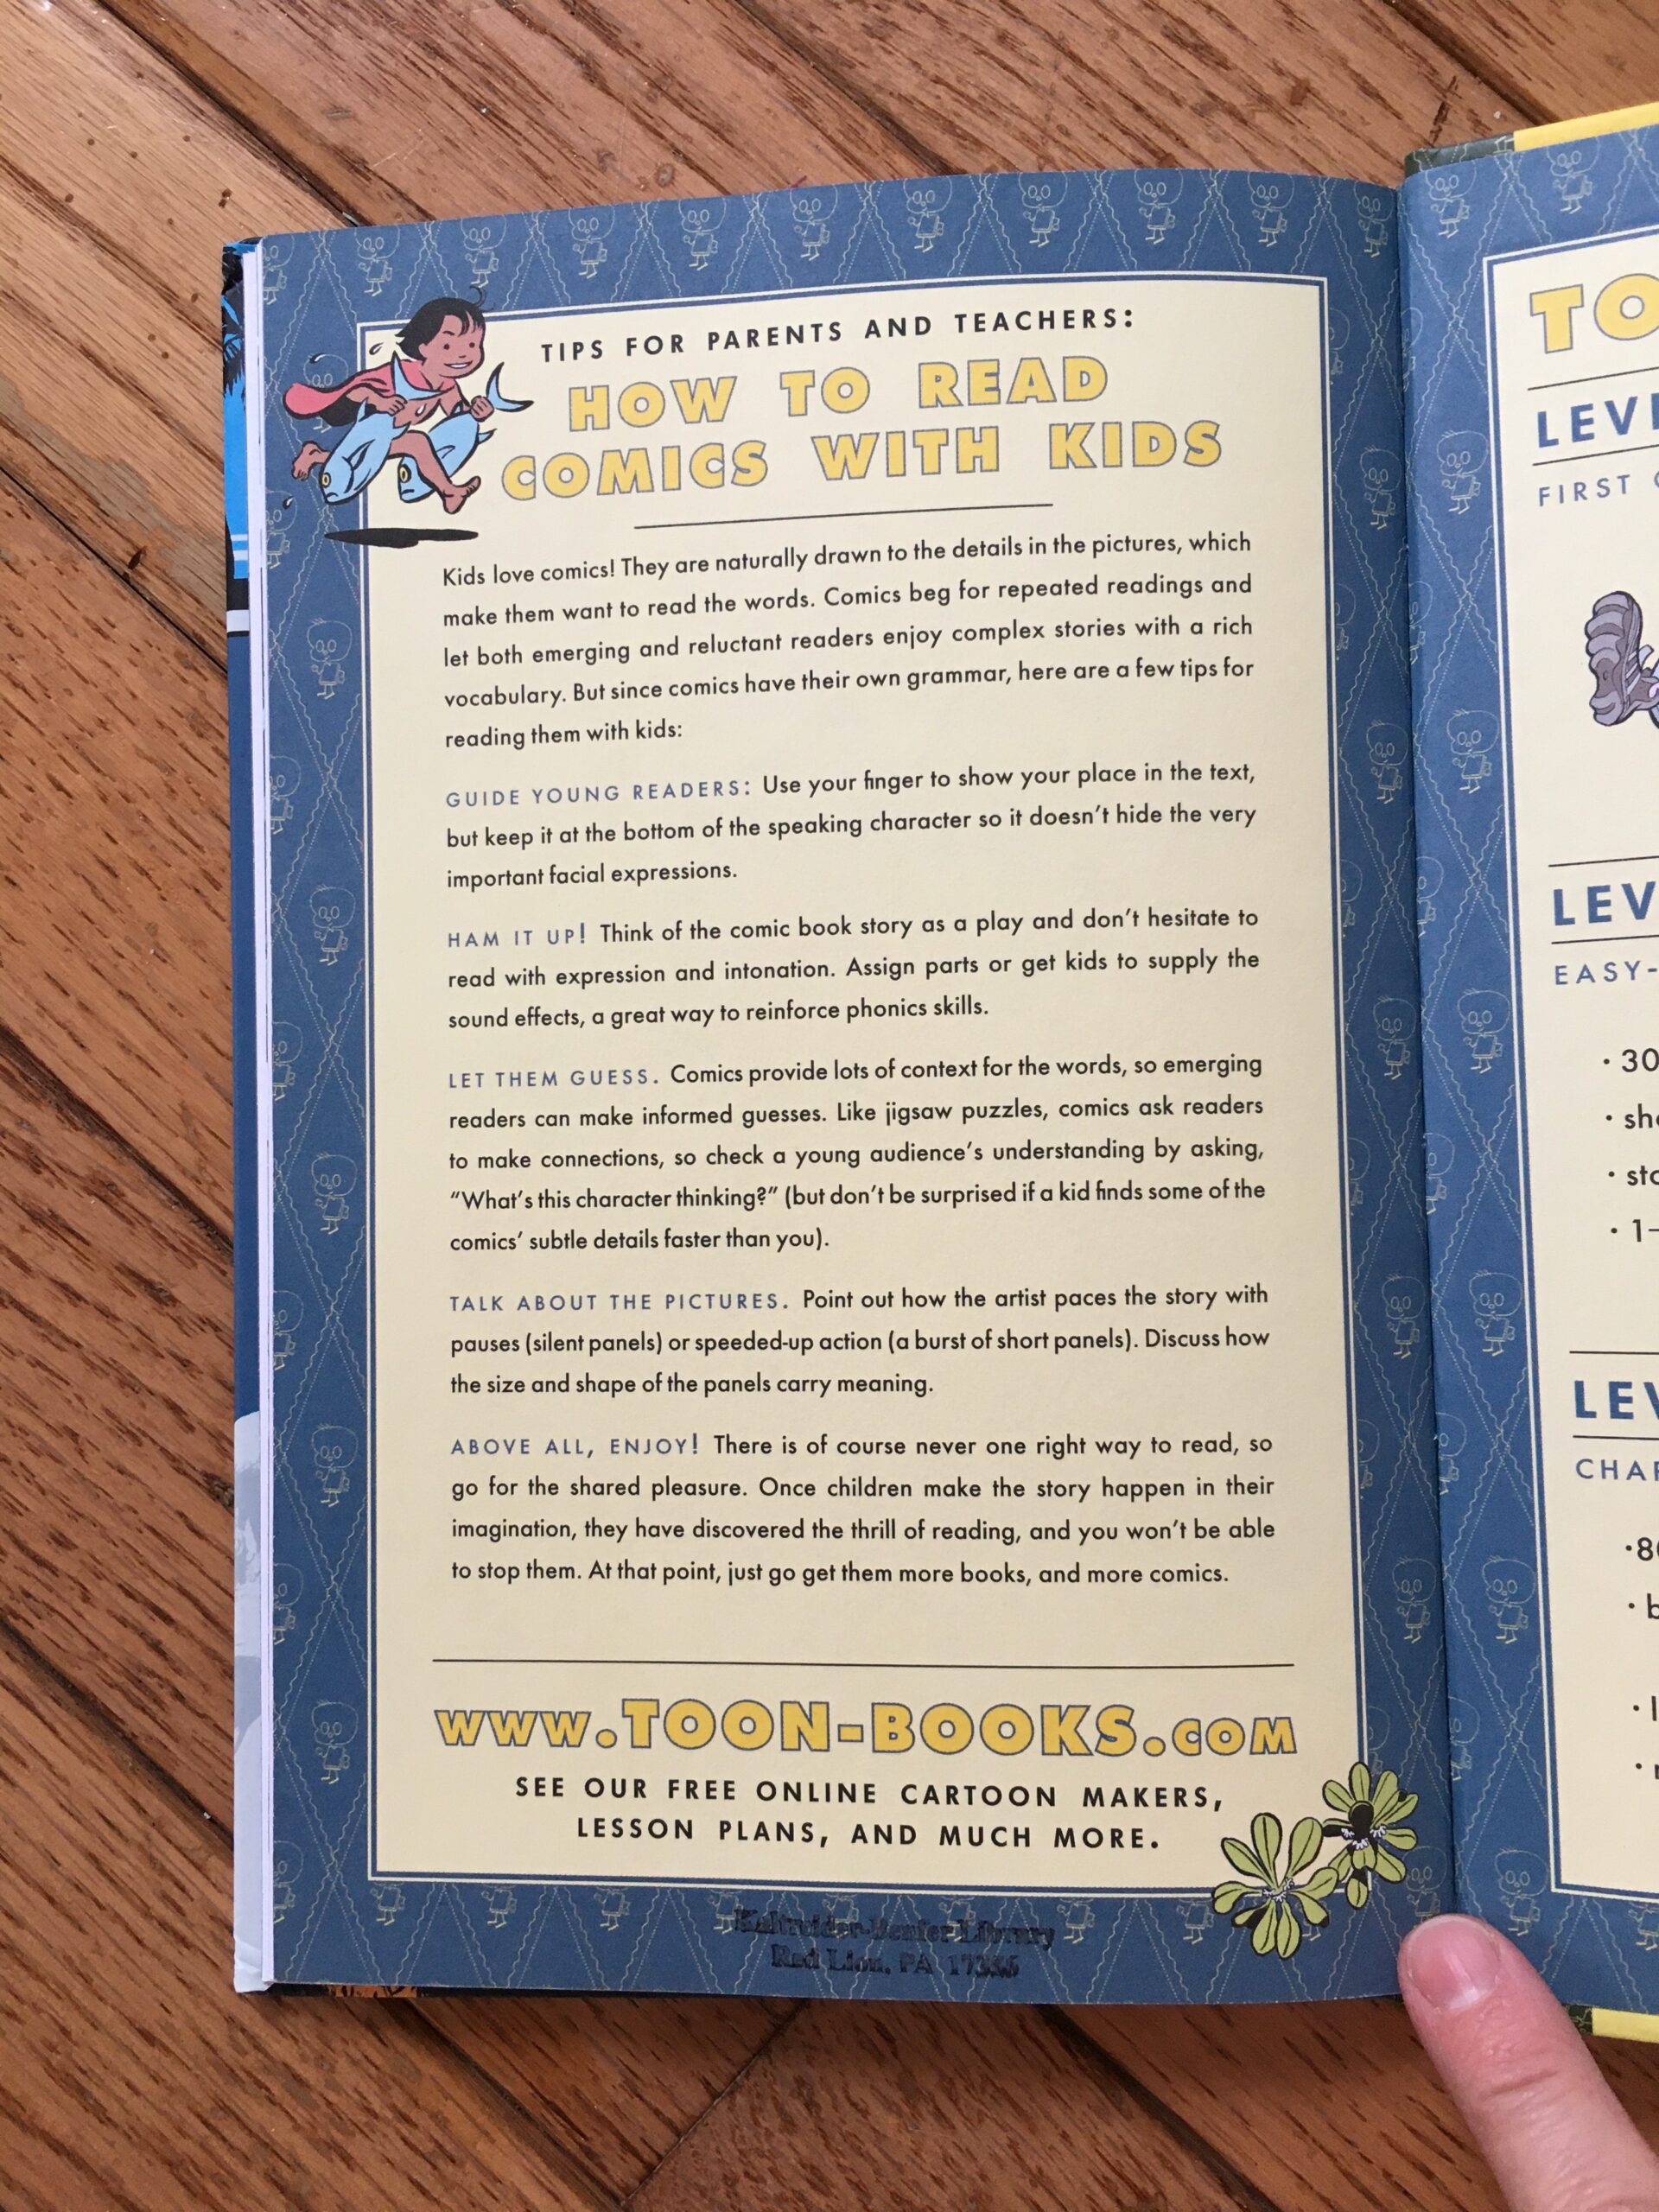 TIPS FOR PARENTS AND TEACHERS:
HOW TO READ
COMICS WITH KIDS
Kids love comics! They are naturally drawn to the details in the pictures, which
make them want to read the words. Comics beg for repeated readings and
let both emerging and reluctant readers enjoy complex stories with a rich
vocabulary. But since comics have their own grammar, here are a few tips for
reading them with kids:
GUIDE YOUNG READERS: Use your finger to show your place in the text,
but keep it at the bottom of the speaking character so it doesn't hide the very
important facial expressions.
HAM IT UP! Think of the comic book story as a play and don't hesitate to
read with expression and intonation. Assign parts or get kids to supply the
sound effects, a great way to reinforce phonics skills.
LET THEM GUESS. Comics provide lots of context for the words, so emerging
readers can make informed guesses. Like jigsaw puzzles, comics ask readers
to make connections, so check a young audience's understanding by asking,
"What's this character thinking?" (but don't be surprised if a kid finds some of the
comics' subtle details faster than you).
TALK ABOUT THE PICTURES. Point out how the artist paces the story with
pauses (silent panels) or speeded-up action (a burst of short panels). Discuss how
the size and shape of the panels carry meaning.
ABOVE ALL, ENJOY! There is of course never one right way to read, so
go for the shared pleasure. Once children make the story happen in their
imagination, they have discovered the thrill of reading, and you won't be able
to stop them. At that point, just go get them more books, and more comics.
www.TOON-BOOKS.com
SEE OUR FREE ONLINE CARTOON MAKERS,
LESSON PLANS, AND MUCH MORE.
Kaltreider-Benfer Library
Red Lion, PA 17356
TO
LEV
FIRST
LEV
EASY-
• 30
• sh
• sto
• 1-
LEV
CHA
•8
• b
• l